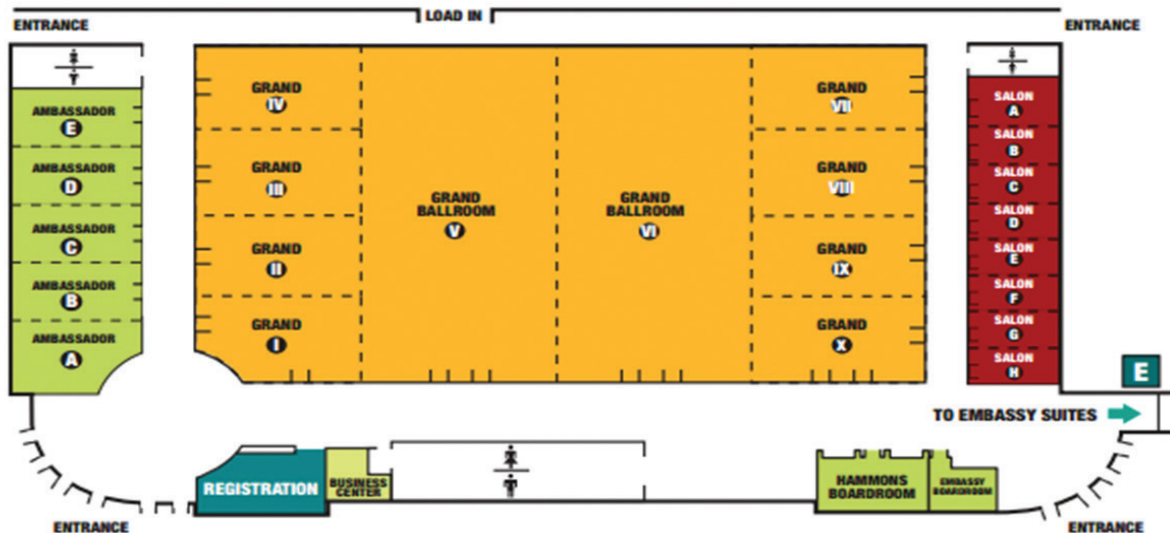 LOAD IN
ENTRANCE
ENTRANCE
AMBASSADOR
E
AMBASSADOR
D
AMBASSADOR
C
AMBASSADOR
B
AMBASSADOR
A
GRAND
IV
GRAND
III
GRAND
II
GRAND
I
GRAND
BALLROOM
V
GRAND
BALLROOM
VI
GRAND
VII
GRAND
VIII
GRAND
IX
GRAND
X
SALON
A
SALON
B
SALON
C
SALON
D
SALON
E
SALON
F
SALON
G
SALON
H
E
TO EMBASSY SUITES
REGISTRATION
BUSINESS
CENTER
HAMMONS
BOARDROOM
EMBASSY
BOARDROOM
ENTRANCE
ENTRANCE